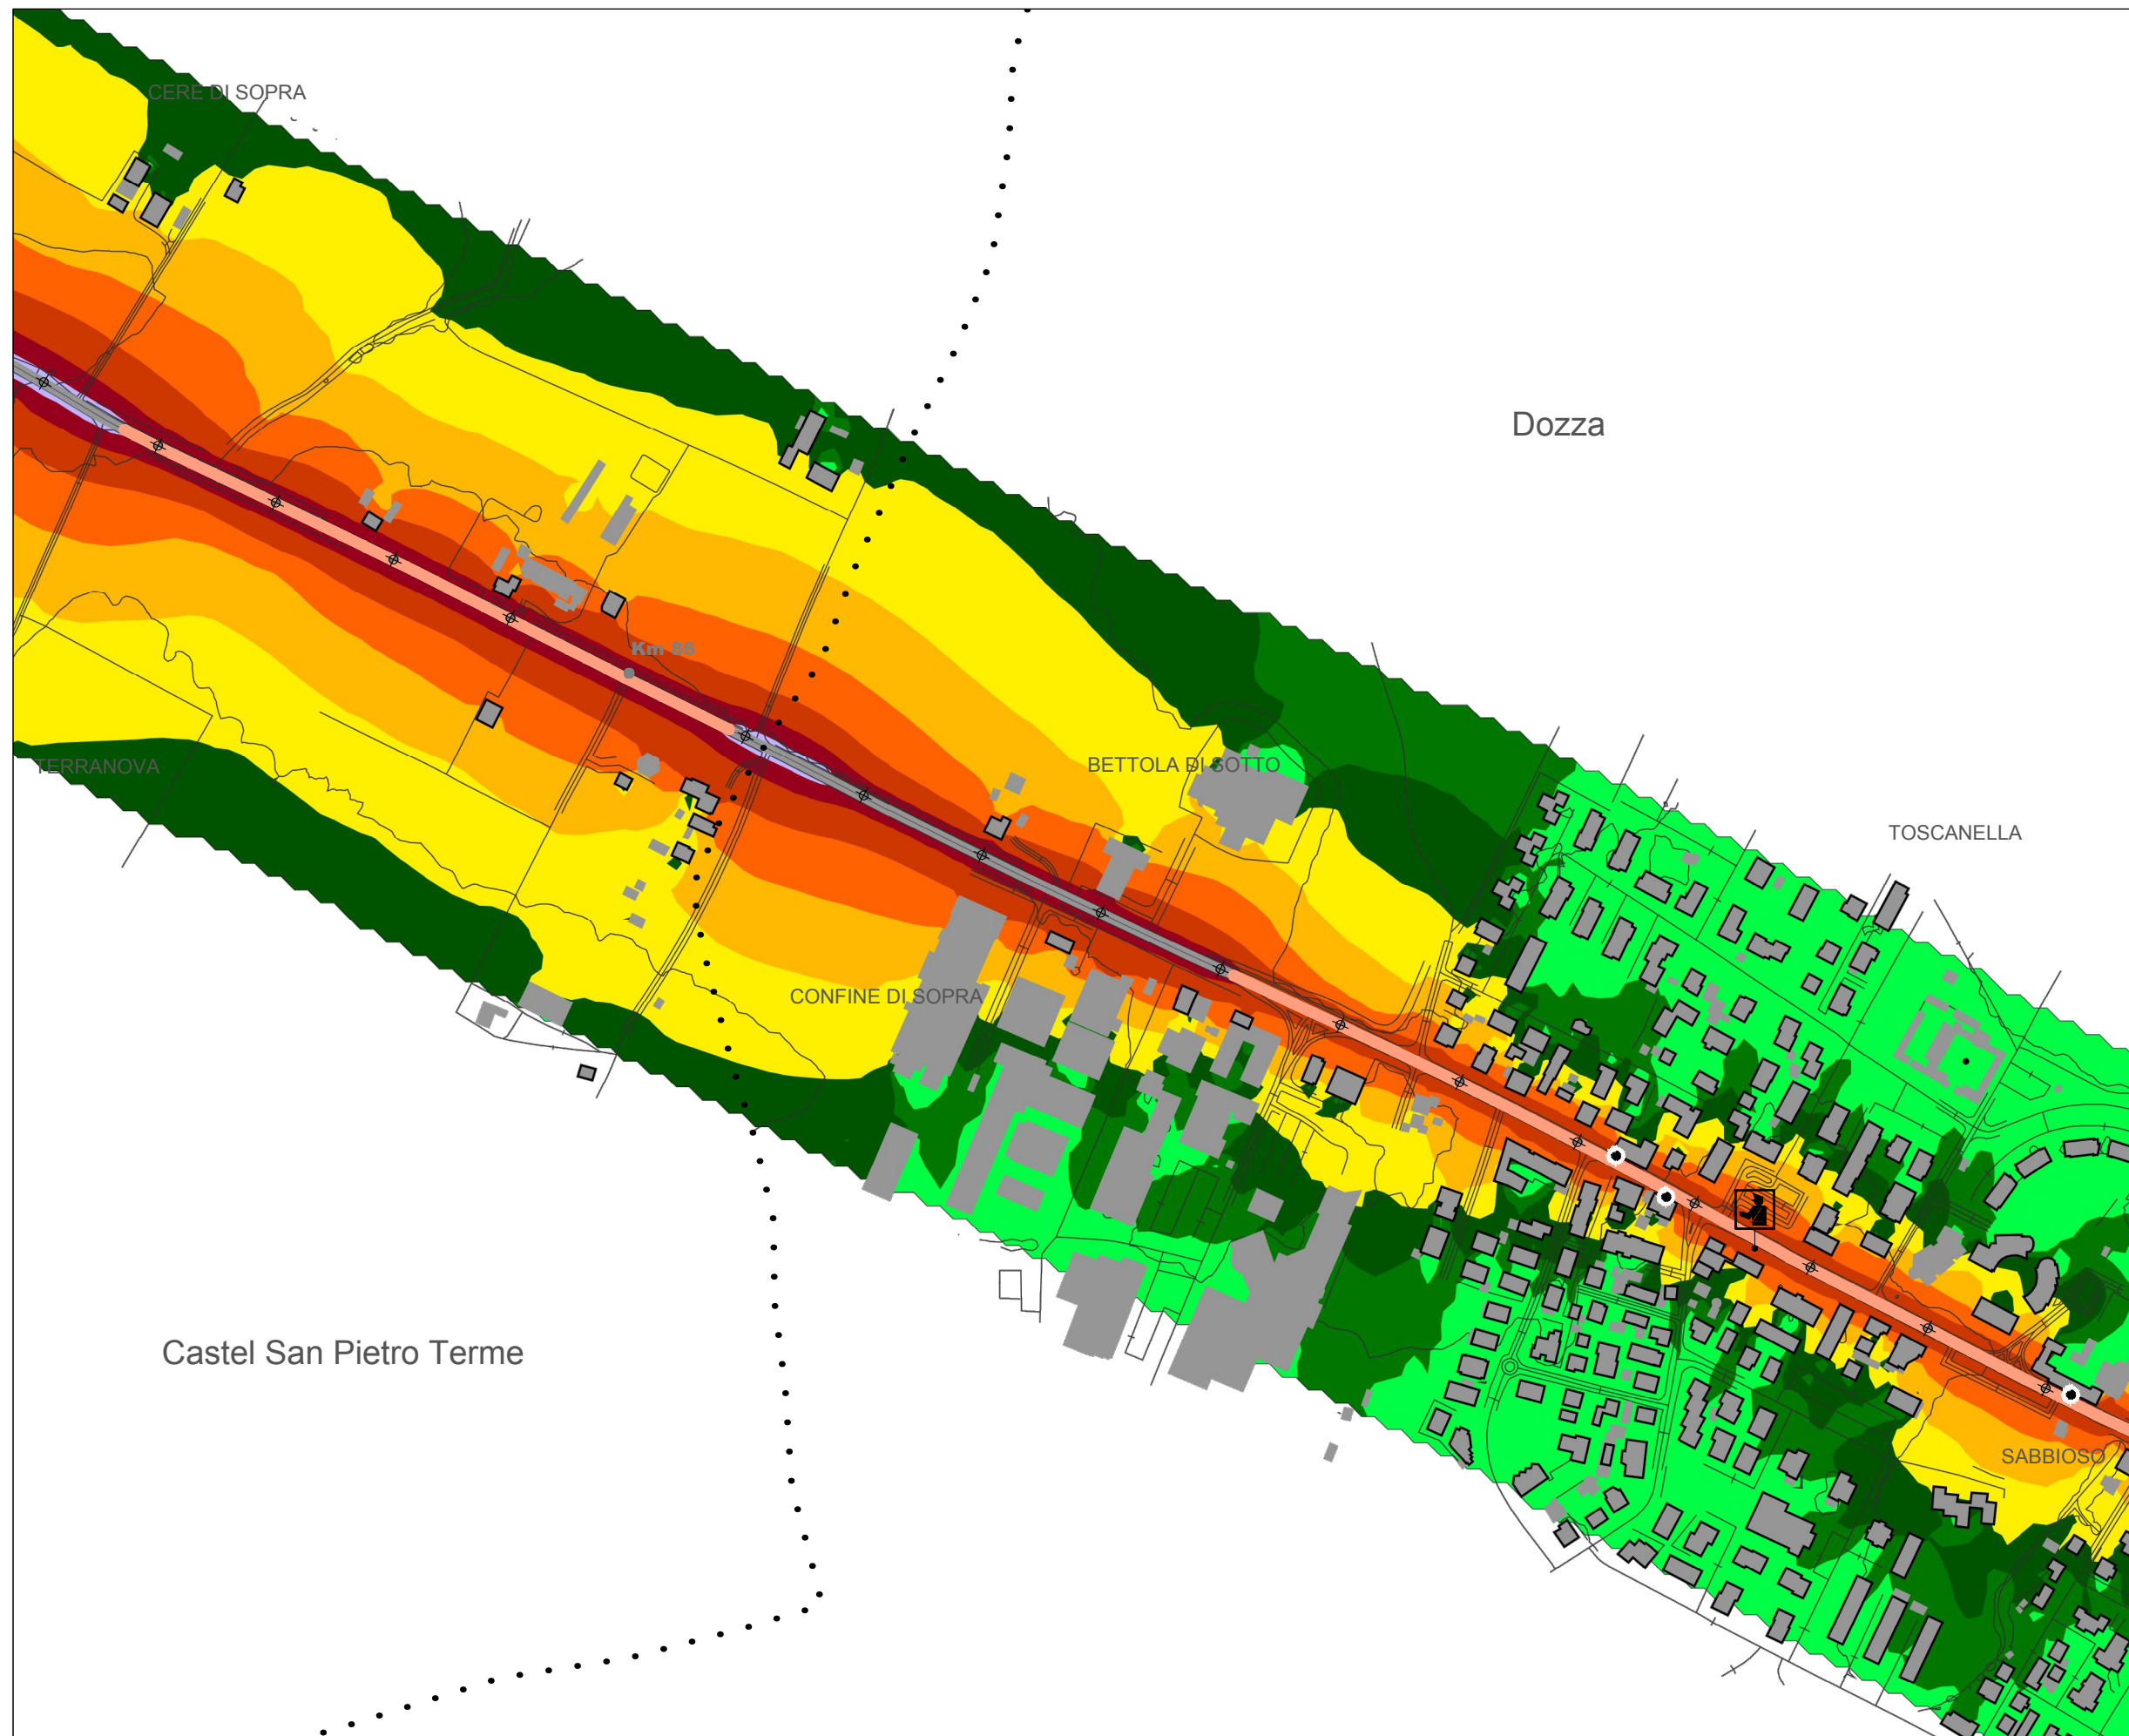 CERE DI SOPRA
Dozza
Km 86
TERRANOVA
BETTOLA DI SOTTO
TOSCANELLA
CONFINE DI SOPRA
Castel San Pietro Terme
SABBIOSO